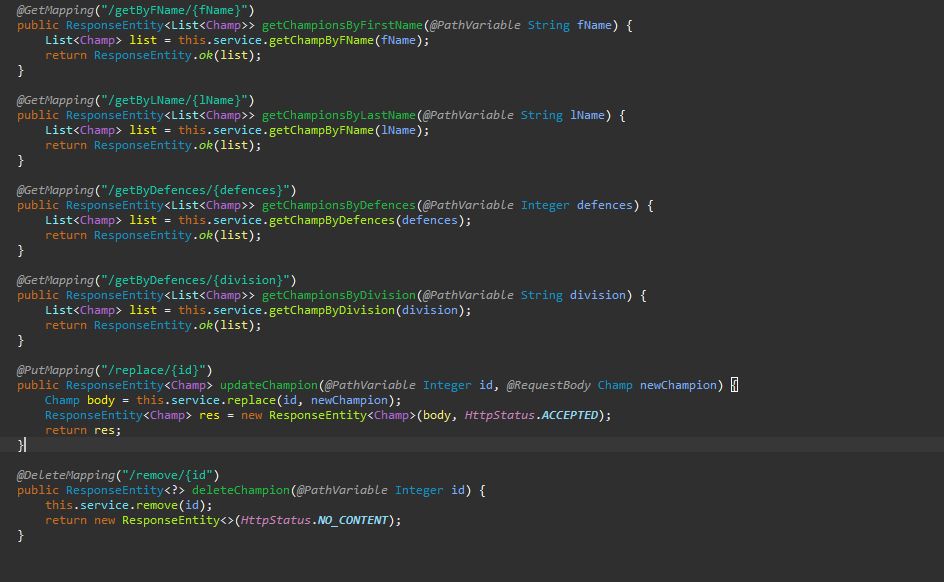 @GetMapping("/getByFName/{fName}")
public ResponseEntity<List<Champ>> getChampionsByFirstName(@PathVariable String fName) {
    List<Champ> list = this.service.getChampByFName(fName);
    return ResponseEntity.ok(list);
}

@GetMapping("/getByLName/{lName}")
public ResponseEntity<List<Champ>> getChampionsByLastName(@PathVariable String lName) {
    List<Champ> list = this.service.getChampByFName(lName);
    return ResponseEntity.ok(list);
}

@GetMapping("/getByDefences/{defences}")
public ResponseEntity<List<Champ>> getChampionsByDefences(@PathVariable Integer defences) {
    List<Champ> list = this.service.getChampByDefences(defences);
    return ResponseEntity.ok(list);
}

@GetMapping("/getByDefences/{division}")
public ResponseEntity<List<Champ>> getChampionsByDivision(@PathVariable String division) {
    List<Champ> list = this.service.getChampByDivision(division);
    return ResponseEntity.ok(list);
}

@PutMapping("/replace/{id}")
public ResponseEntity<Champ> updateChampion(@PathVariable Integer id, @RequestBody Champ newChampion) {
    Champ body = this.service.replace(id, newChampion);
    ResponseEntity<Champ> res = new ResponseEntity<Champ>(body, HttpStatus.ACCEPTED);
    return res;
}

@DeleteMapping("/remove/{id")
public ResponseEntity<?> deleteChampion(@PathVariable Integer id) {
    this.service.remove(id);
    return new ResponseEntity<>(HttpStatus.NO_CONTENT);
}